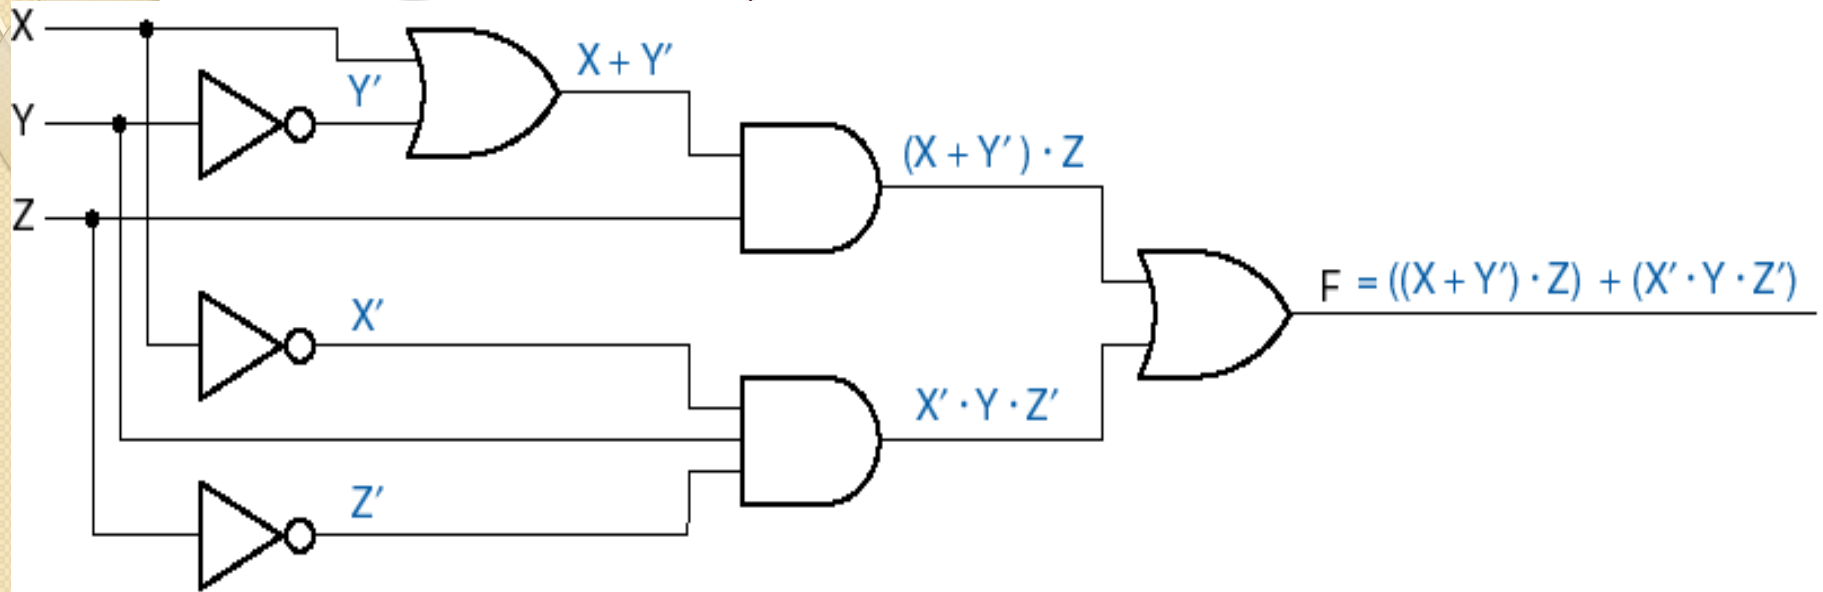 X
X + Y′
Y′
Y
(X + Y′ ) · Z
Z
F = ((X + Y′) · Z) + (X′ · Y · Z′)
X′
X′ · Y · Z′
Z′